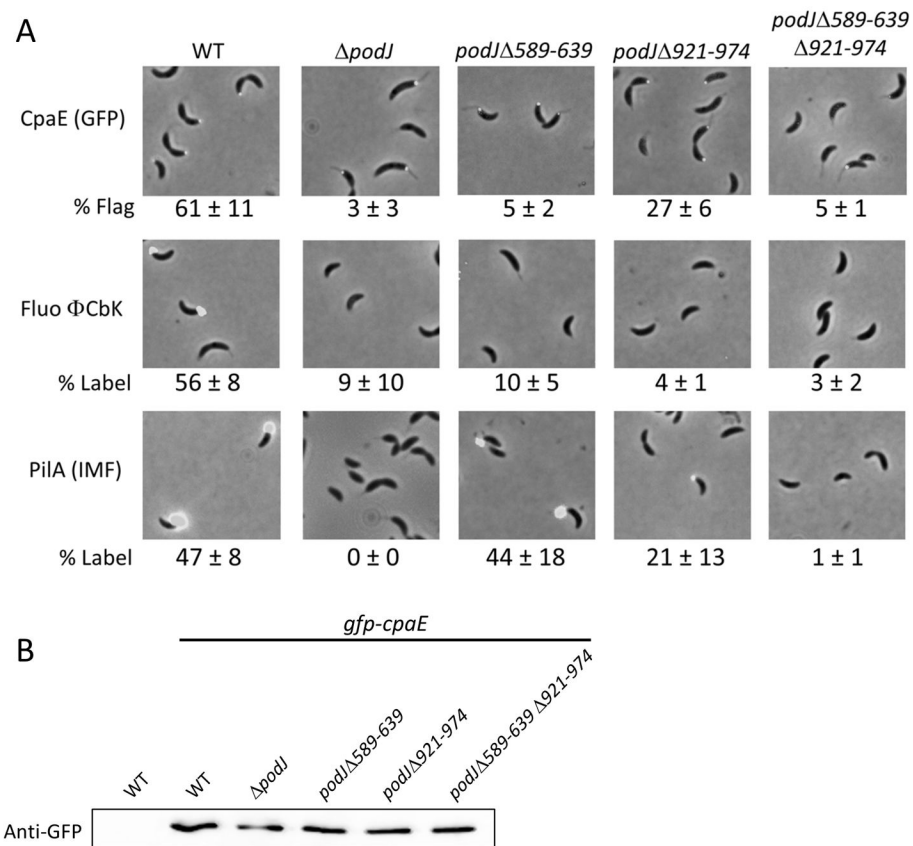 A
WT
ΔpodJ
podJΔ589-639
podJΔ921-974
podJΔ589-639
Δ921-974
CpaE (GFP)
% Flag
61 ± 11
3 ± 3
5 ± 2
27 ± 6
5 ± 1
Fluo ΦCbK
% Label
56 ± 8
9 ± 10
10 ± 5
4 ± 1
3 ± 2
PilA (IMF)
% Label
47 ± 8
0 ± 0
44 ± 18
21 ± 13
1 ± 1
B
gfp-cpaE
WT
WT
ΔpodJ
podJΔ589-639
podJΔ921-974
podJΔ589-639 Δ921-974
Anti-GFP